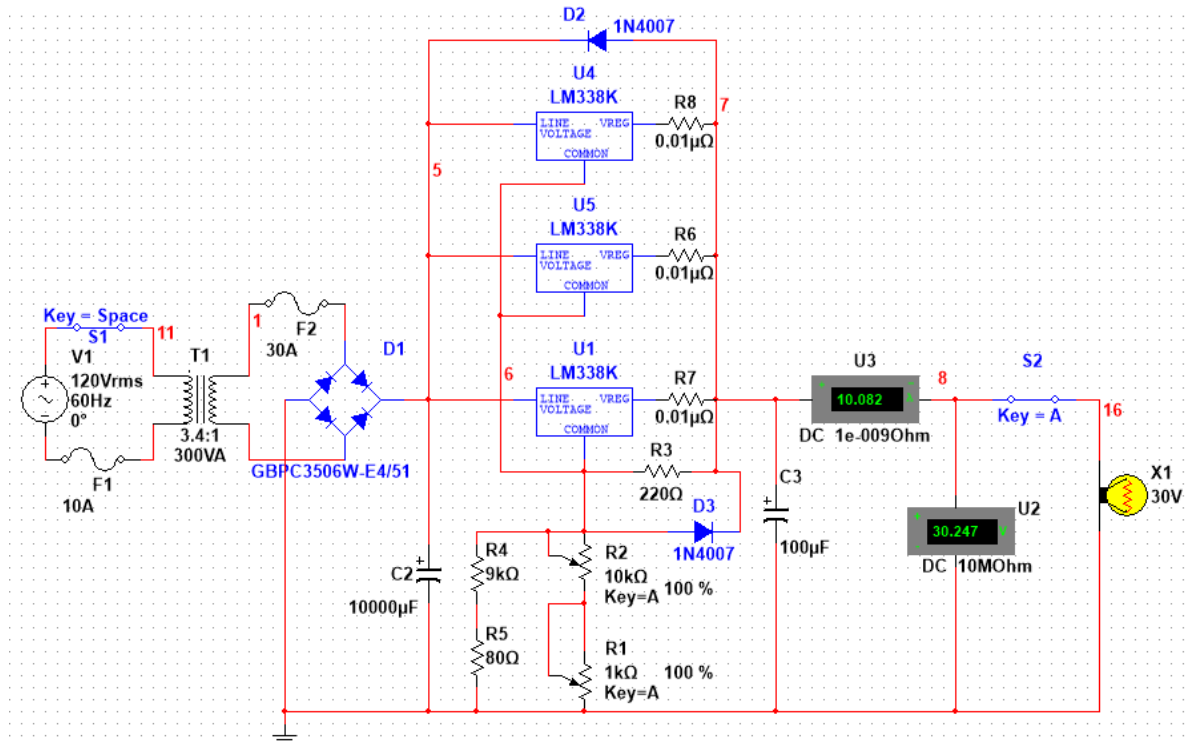 D2
1N4007
U4
LM338K
LINE VREG
VOLTAGE
COMMON
R8
0.01µΩ
7
5
U5
LM338K
LINE VREG
VOLTAGE
COMMON
R6
0.01µΩ
Key = Space
S1
11
V1
120Vrms
60Hz
0°
F1
10A
T1
3.4:1
300VA
1
F2
30A
D1
GBPC3506W-E4/51
6
U1
LM338K
LINE VREG
VOLTAGE
COMMON
R7
0.01µΩ
R3
220Ω
D3
1N4007
C2
10000µF
R4
9kΩ
R5
80Ω
R2
10kΩ
Key=A
100 %
R1
1kΩ
Key=A
100 %
C3
100µF
U3
10.082 A
DC 1e-009Ohm
8
S2
Key = A
16
U2
30.247 V
DC 10MOhm
X1
30V